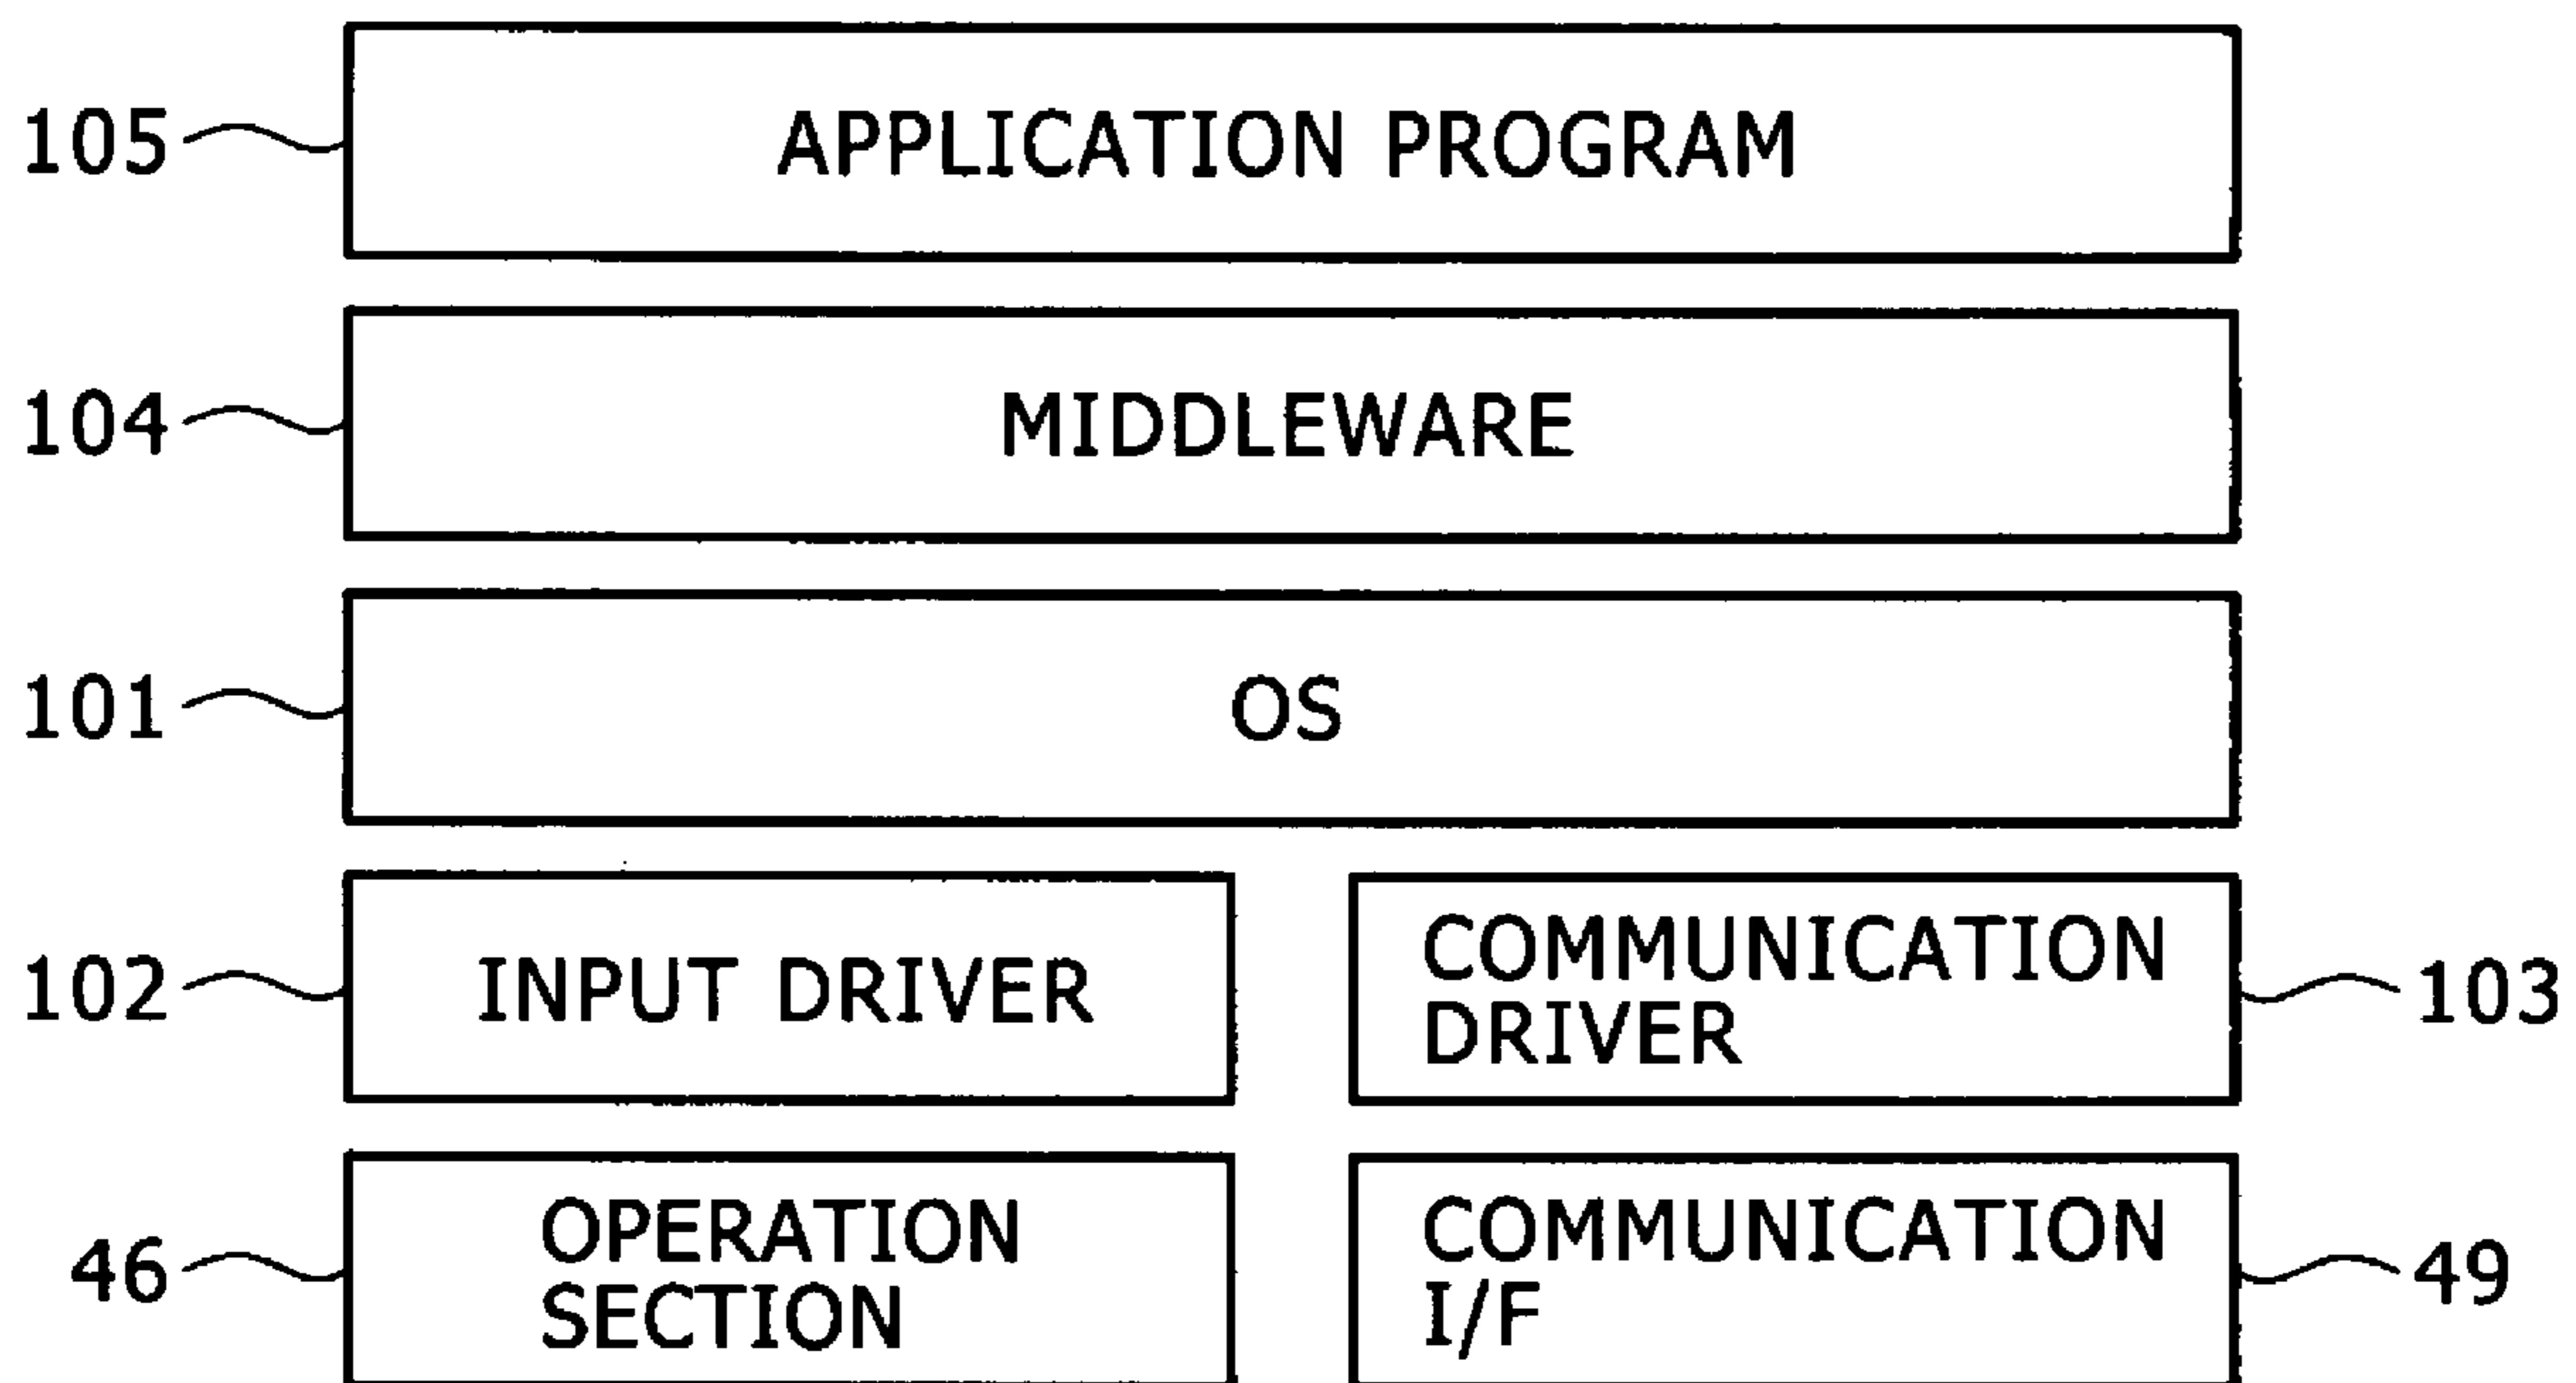 105 APPLICATION PROGRAM
104 MIDDLEWARE
101 OS
102 INPUT DRIVER
COMMUNICATION
DRIVER
103
46
OPERATION
SECTION
COMMUNICATION
I/F
49